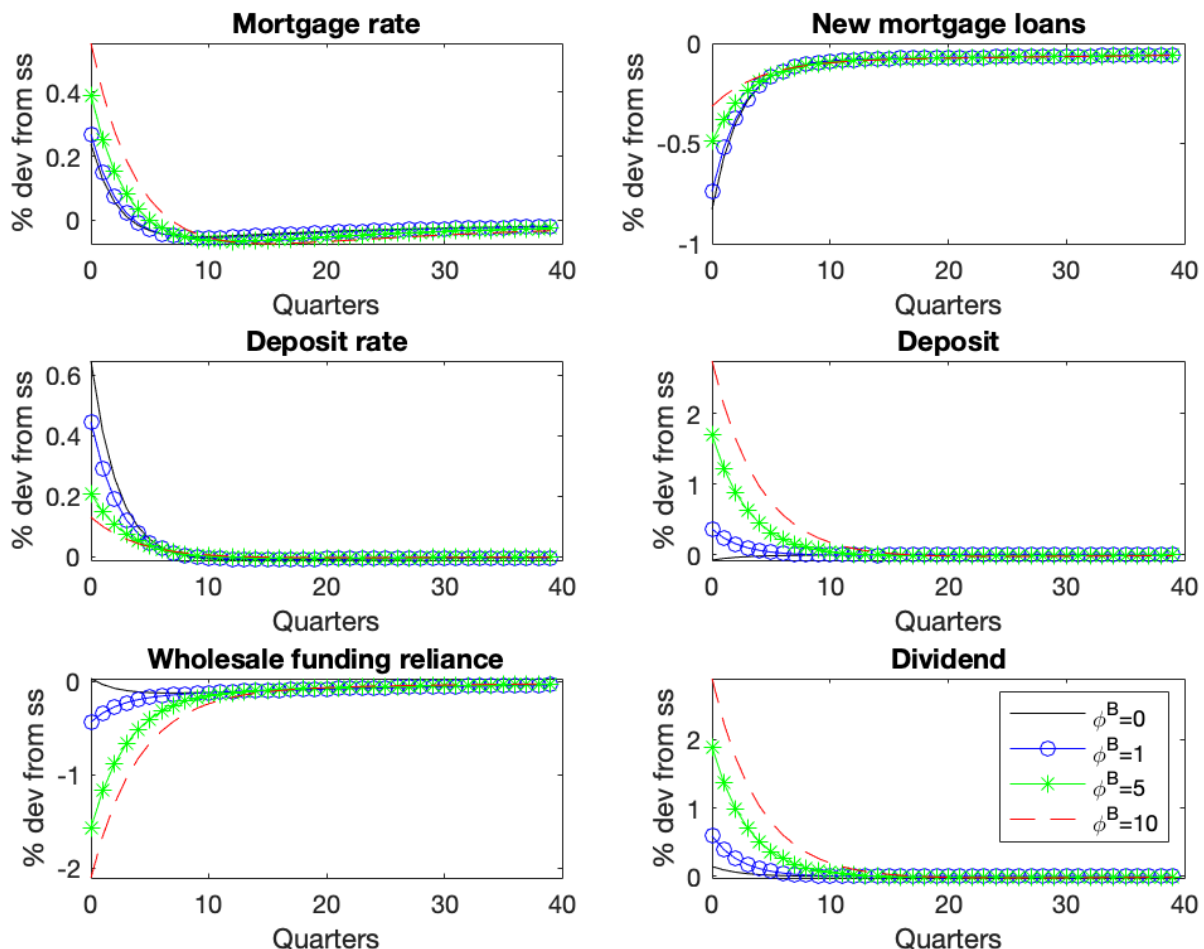 Mortgage rate
% dev from ss
0.4
0.2
0
0 10 20 30 40
Quarters
New mortgage loans
% dev from ss
0
-0.5
-1
0 10 20 30 40
Quarters
Deposit rate
% dev from ss
0.6
0.4
0.2
0
0 10 20 30 40
Quarters
Deposit
% dev from ss
2
1
0
0 10 20 30 40
Quarters
Wholesale funding reliance
% dev from ss
0
-1
-2
0 10 20 30 40
Quarters
Dividend
% dev from ss
2
1
0
0 10 20 30 40
Quarters
ϕᴮ=0
ϕᴮ=1
ϕᴮ=5
ϕᴮ=10